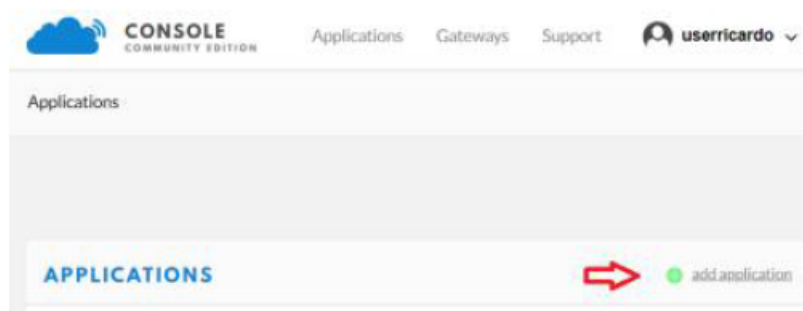 CONSOLE
COMMUNITY EDITION
Applications Gateways Support userricardo
Applications
APPLICATIONS add application